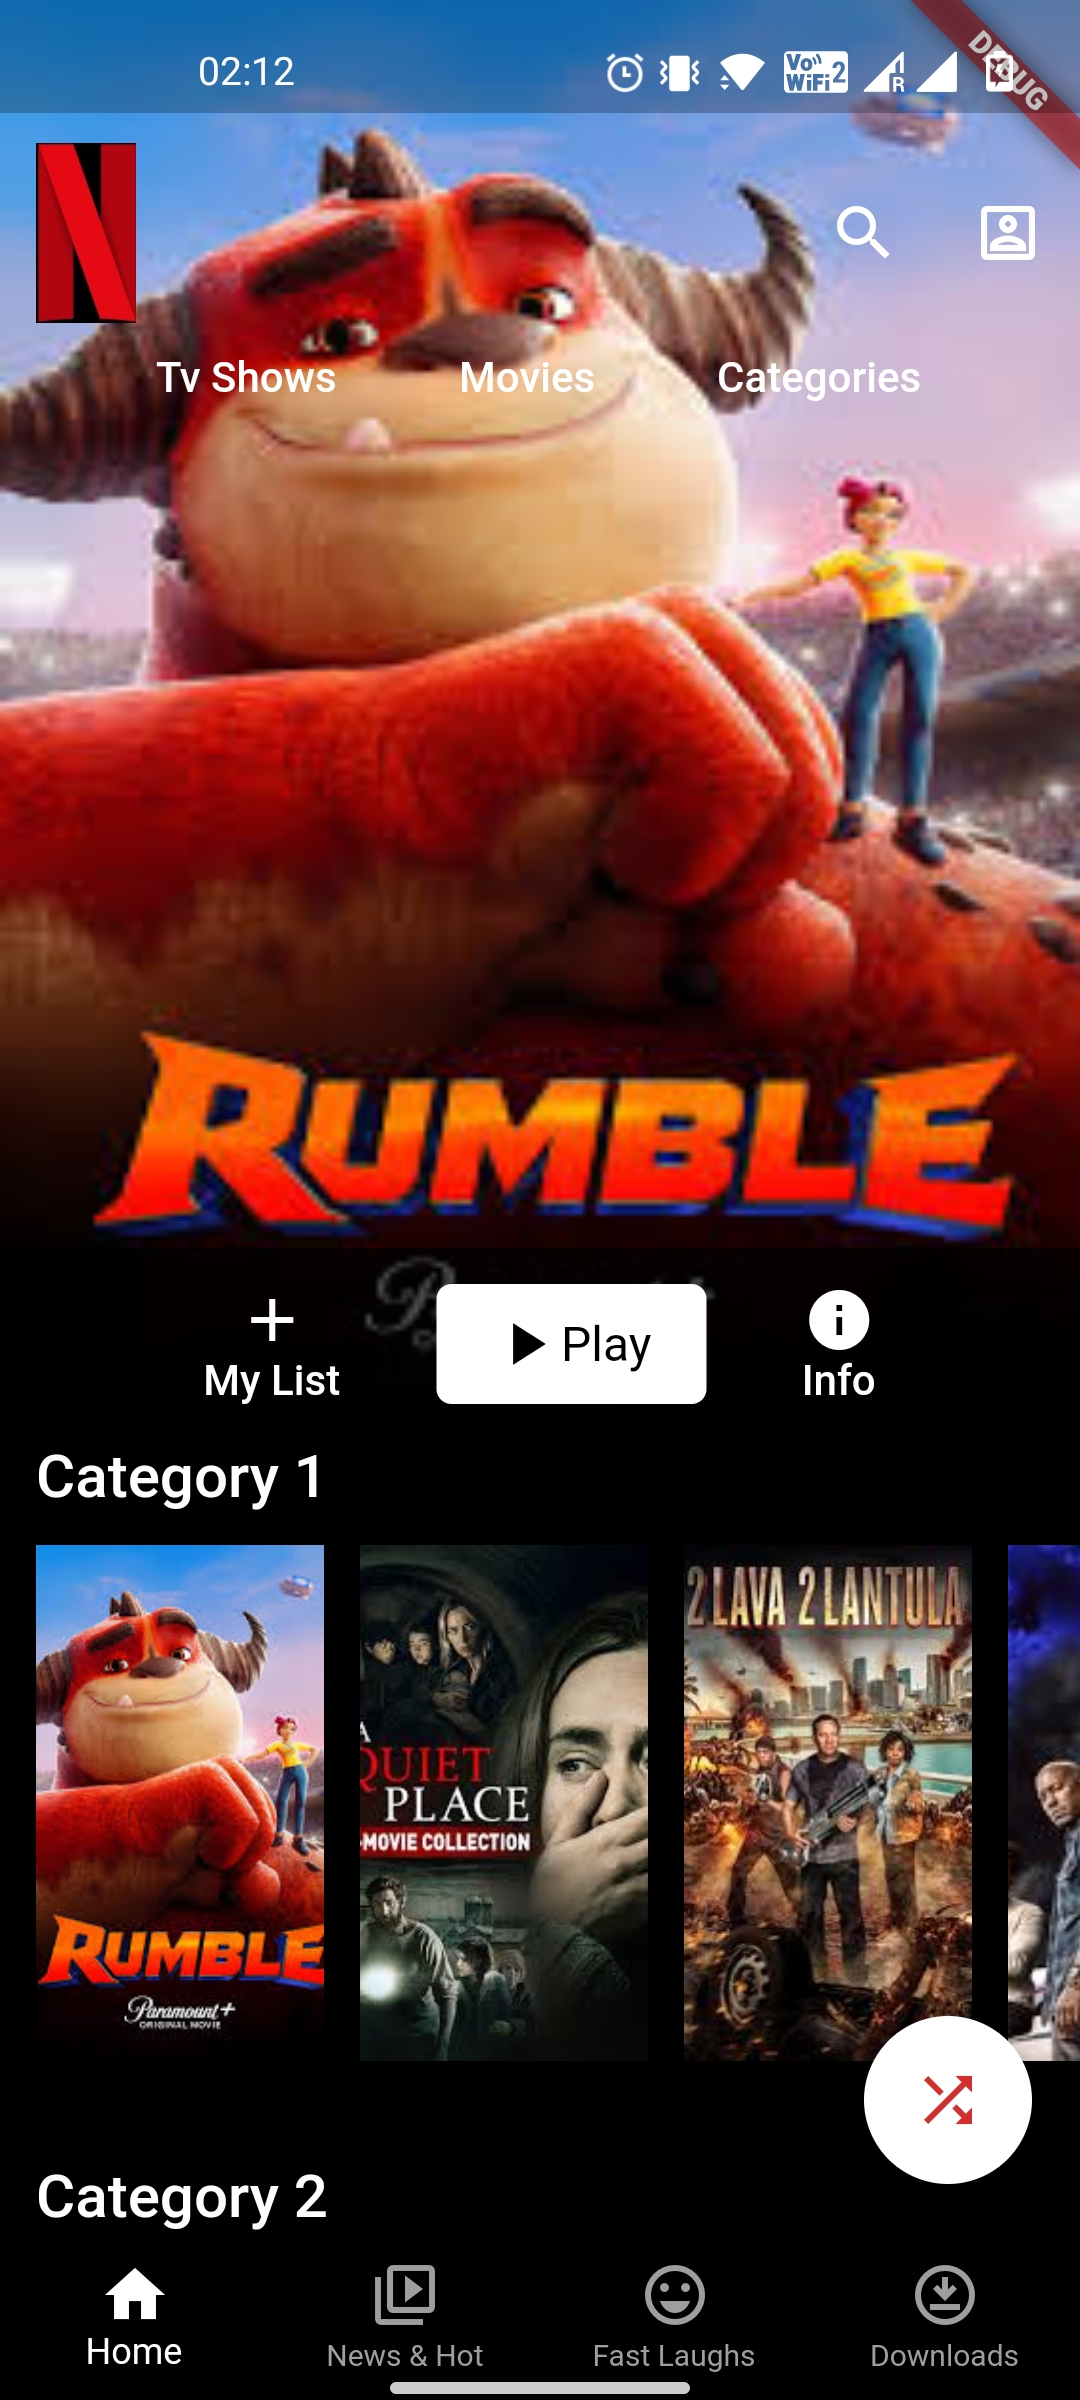 02:12
Vo WiFi 2
R
DEBUG
N
Tv Shows Movies Categories
RUMBLE
My List Play Info
Category 1
2 LAVA 2 LANTULA
A
QUIET
PLACE
-MOVIE COLLECTION
RUMBLE
Paramount+
ORIGINAL MOVIE
Category 2
Home News & Hot Fast Laughs Downloads